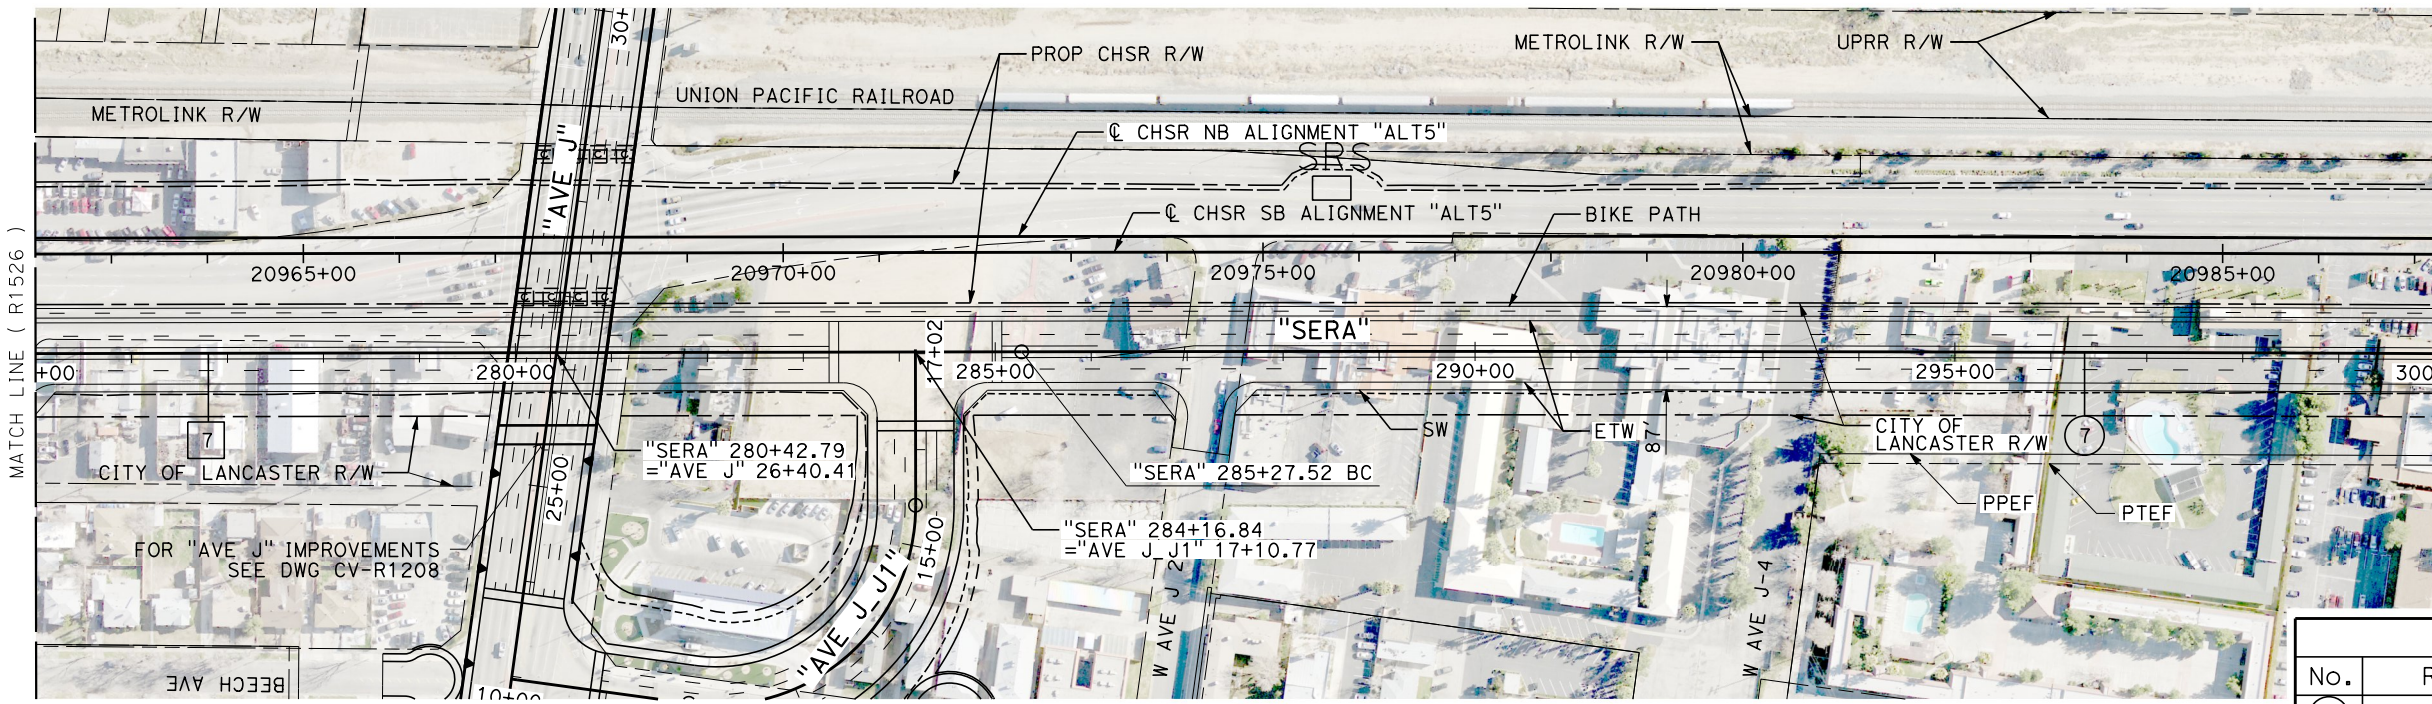 30+
PROP CHSR R/W
METROLINK R/W
UPRR R/W
METROLINK R/W
UNION PACIFIC RAILROAD
"AVE J"
℄ CHSR NB ALIGNMENT "ALT5"
SRS
℄ CHSR SB ALIGNMENT "ALT5"
BIKE PATH
MATCH LINE ( R1526 )
20965+00
20970+00
20975+00
20980+00
20985+00
"SERA"
17+02
+00
280+00
285+00
290+00
295+00
300
7
CITY OF LANCASTER R/W
25+00
"SERA" 280+42.79
="AVE J" 26+40.41
"SERA" 285+27.52 BC
SW
ETW
87'
CITY OF
LANCASTER R/W
7
PPEF
PTEF
"SERA" 284+16.84
="AVE J_J1" 17+10.77
FOR "AVE J" IMPROVEMENTS
SEE DWG CV-R1208
15+00
"AVE J_J1"
W AVE J 2
W AVE J-4
BEECH AVE
10+00
No.
R